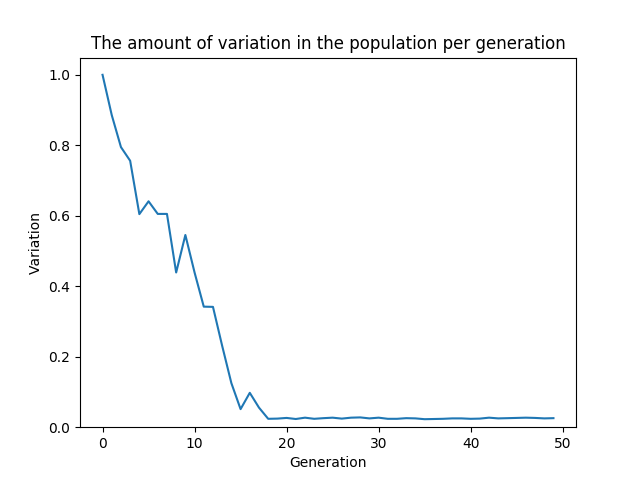 The amount of variation in the population per generation
1.0
0.8
0.6
0.4
0.2
0.0
Variation
0 10 20 30 40 50
Generation